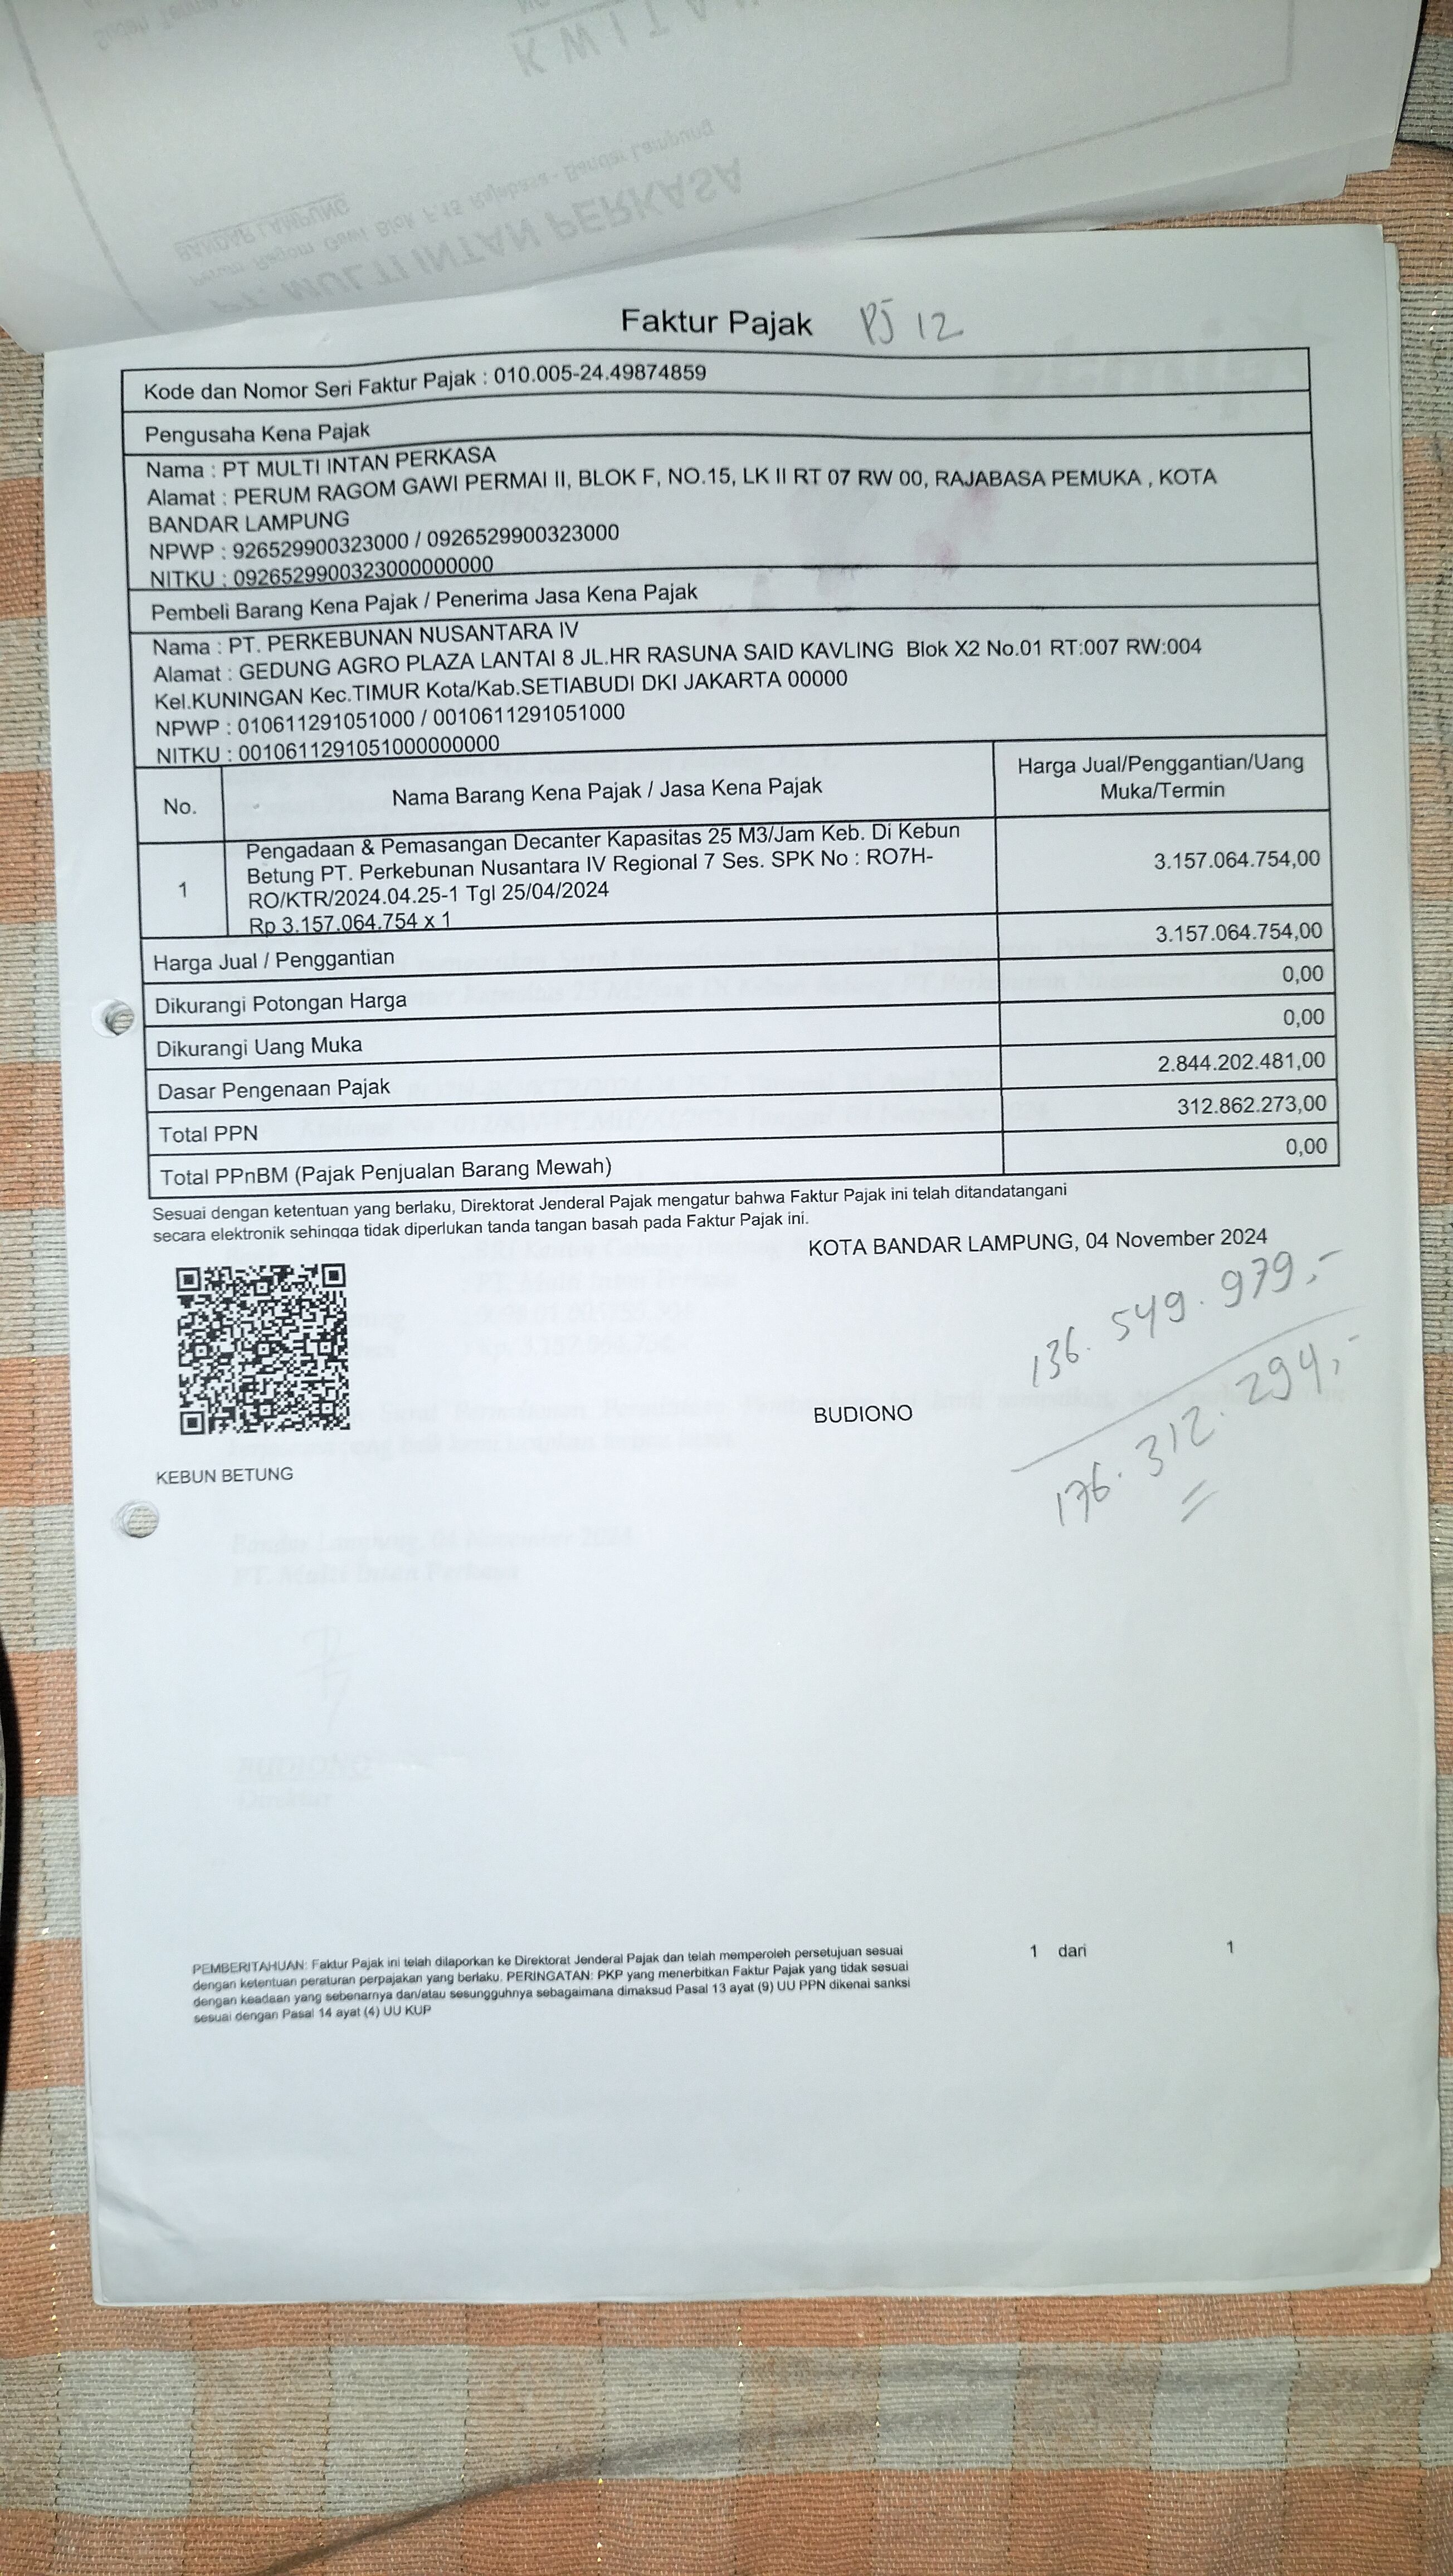 KWITAN
PT. MULTI INTAN PERKASA
Perum Ragom Gawi Blok F.15 Rajabasa - Bandar Lampung
BANDAR LAMPUNG
Faktur Pajak PJ 12
Kode dan Nomor Seri Faktur Pajak : 010.005-24.49874859
Pengusaha Kena Pajak
Nama : PT MULTI INTAN PERKASA
Alamat : PERUM RAGOM GAWI PERMAI II, BLOK F, NO.15, LK II RT 07 RW 00, RAJABASA PEMUKA , KOTA
BANDAR LAMPUNG
NPWP : 926529900323000 / 0926529900323000
NITKU : 0926529900323000000000
Pembeli Barang Kena Pajak / Penerima Jasa Kena Pajak
Nama : PT. PERKEBUNAN NUSANTARA IV
Alamat : GEDUNG AGRO PLAZA LANTAI 8 JL.HR RASUNA SAID KAVLING Blok X2 No.01 RT:007 RW:004
Kel.KUNINGAN Kec.TIMUR Kota/Kab.SETIABUDI DKI JAKARTA 00000
NPWP : 010611291051000 / 0010611291051000
NITKU : 0010611291051000000000
No. Nama Barang Kena Pajak / Jasa Kena Pajak Harga Jual/Penggantian/Uang
Muka/Termin
1 Pengadaan & Pemasangan Decanter Kapasitas 25 M3/Jam Keb. Di Kebun
Betung PT. Perkebunan Nusantara IV Regional 7 Ses. SPK No : RO7H-
RO/KTR/2024.04.25-1 Tgl 25/04/2024
Rp 3.157.064.754 x 1
3.157.064.754,00
Harga Jual / Penggantian 3.157.064.754,00
Dikurangi Potongan Harga 0,00
Dikurangi Uang Muka 0,00
Dasar Pengenaan Pajak 2.844.202.481,00
Total PPN 312.862.273,00
Total PPnBM (Pajak Penjualan Barang Mewah) 0,00
Sesuai dengan ketentuan yang berlaku, Direktorat Jenderal Pajak mengatur bahwa Faktur Pajak ini telah ditandatangani
secara elektronik sehingga tidak diperlukan tanda tangan basah pada Faktur Pajak ini.
KOTA BANDAR LAMPUNG, 04 November 2024
136.549.979,-
176.312.294,-
BUDIONO
KEBUN BETUNG
PEMBERITAHUAN: Faktur Pajak ini telah dilaporkan ke Direktorat Jenderal Pajak dan telah memperoleh persetujuan sesuai
dengan ketentuan peraturan perpajakan yang berlaku. PERINGATAN: PKP yang menerbitkan Faktur Pajak yang tidak sesuai
dengan keadaan yang sebenarnya dan/atau sesungguhnya sebagaimana dimaksud Pasal 13 ayat (9) UU PPN dikenai sanksi
sesuai dengan Pasal 14 ayat (4) UU KUP
1 dari 1